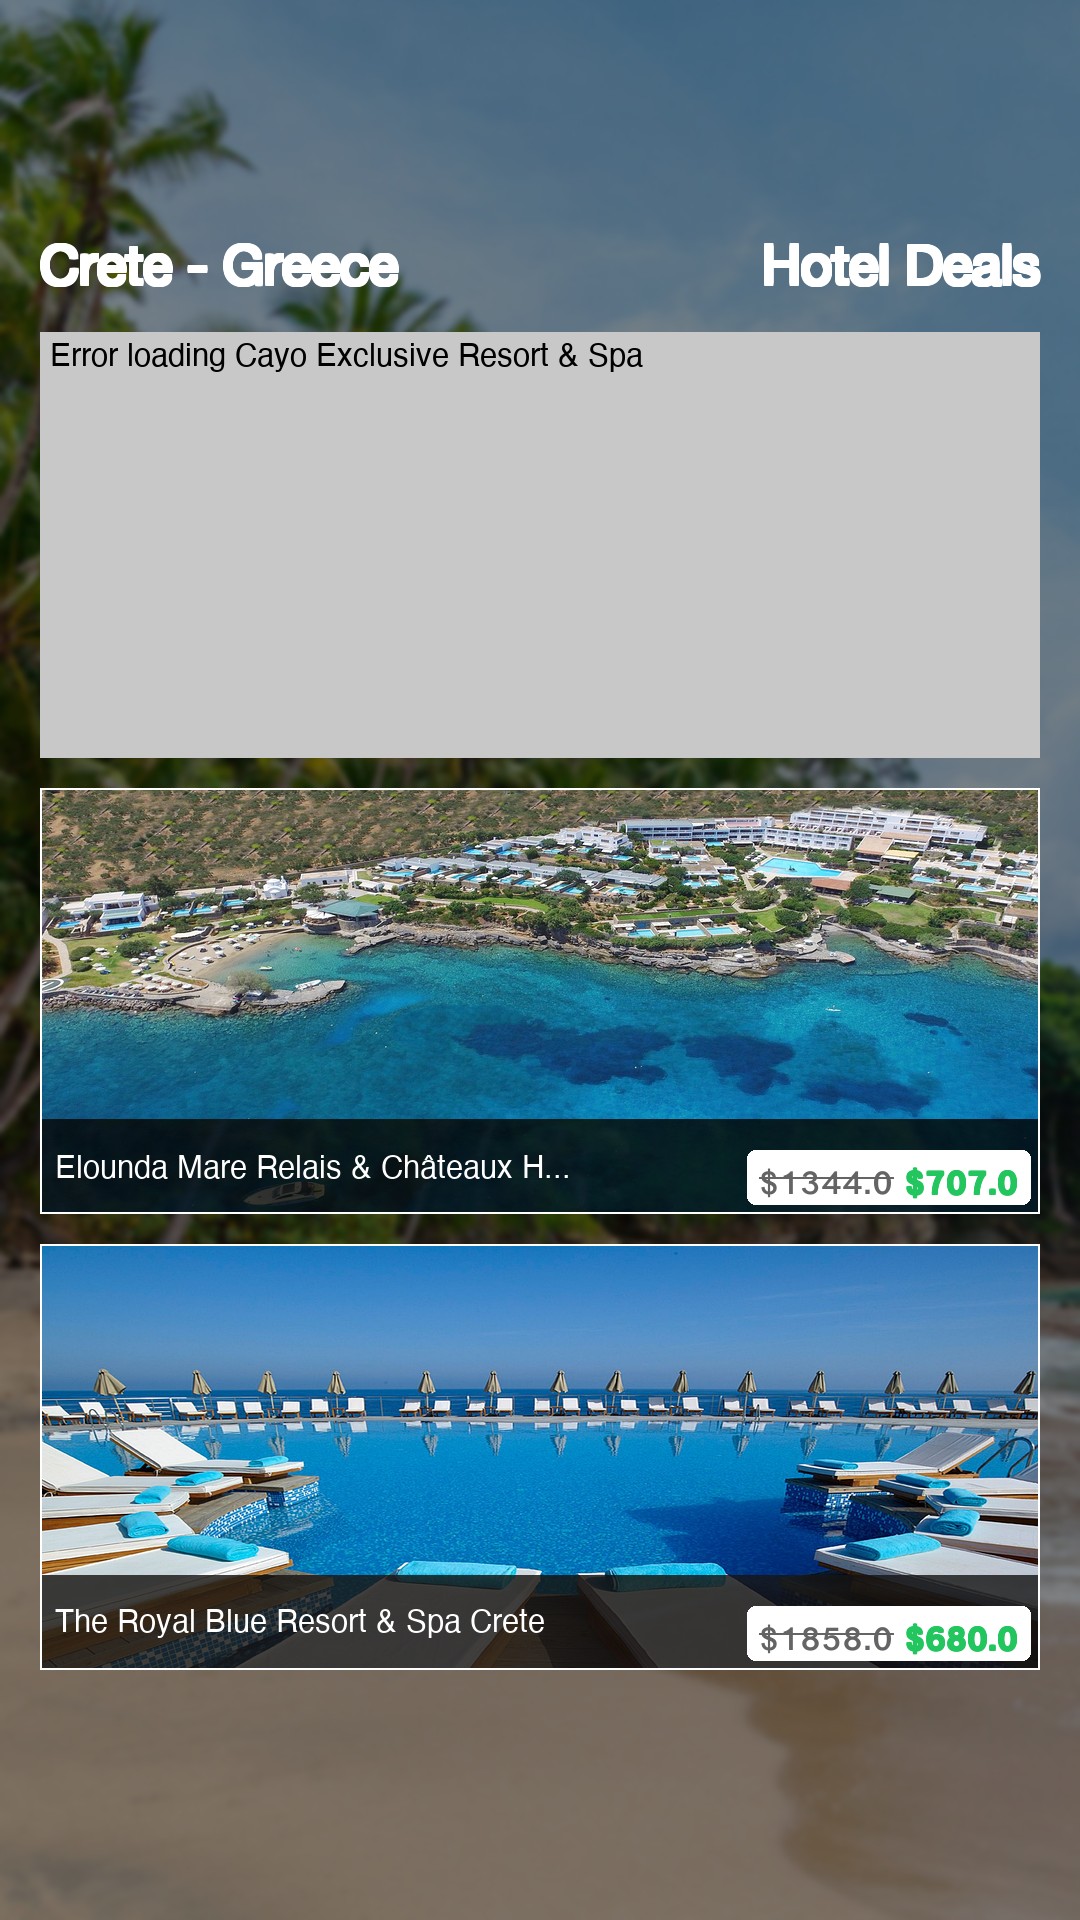 Crete - Greece Hotel Deals
Error loading Cayo Exclusive Resort & Spa
Elounda Mare Relais & Châteaux H...
$1344.0 $707.0
The Royal Blue Resort & Spa Crete
$1858.0 $680.0